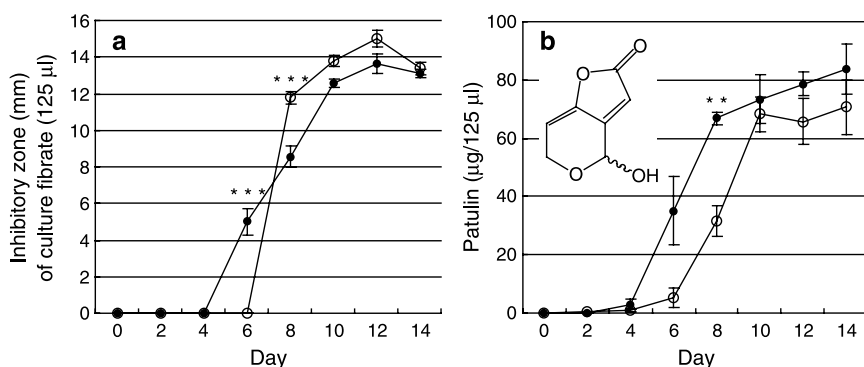 a
Inhibitory zone (mm)
of culture fibrate (125 µl)
16
14
12
10
8
6
4
2
0
* * *
* * *
0 2 4 6 8 10 12 14
Day
b
Patulin (µg/125 µl)
100
80
60
40
20
0
* *
O
O
O
OH
0 2 4 6 8 10 12 14
Day